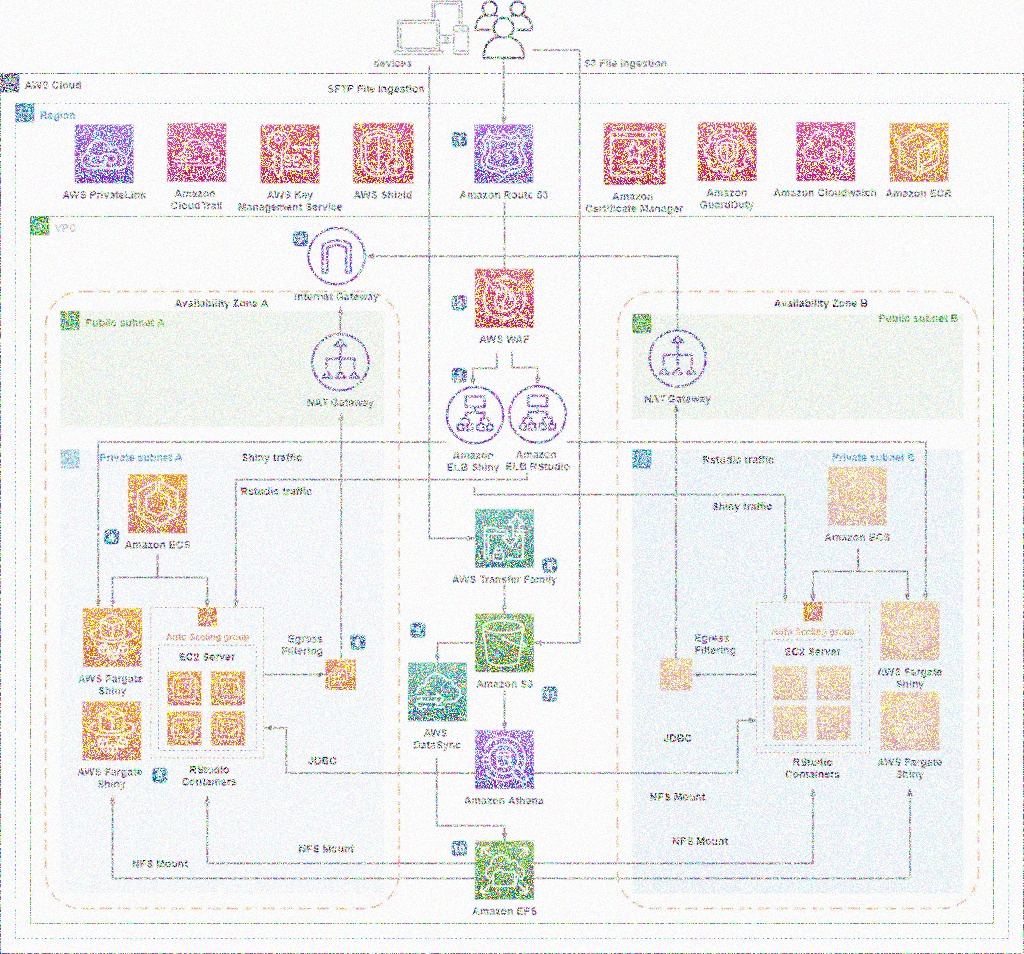 devices
S3 File Ingestion
AWS Cloud
SFTP File Ingestion
Region
AWS PrivateLink
Amazon
CloudTrail
AWS Key
Management Service
AWS Shield
Amazon Route 53
Amazon
Certificate Manager
Amazon
GuardDuty
Amazon Cloudwatch
Amazon ECR
VPC
Internet Gateway
Availability Zone A
Availability Zone B
Public subnet A
Public subnet B
AWS WAF
NAT Gateway
NAT Gateway
Amazon
ELB Shiny
Amazon
ELB RStudio
Private subnet A
Shiny traffic
Rstudio traffic
Rstudio traffic
Shiny traffic
Amazon ECS
Amazon ECS
AWS Transfer Family
Auto Scaling group
EC2 Server
Egress
Filtering
Egress
Filtering
Auto Scaling group
EC2 Server
AWS Fargate
Shiny
AWS Fargate
Shiny
Amazon S3
AWS
DataSync
JDBC
JDBC
AWS Fargate
Shiny
RStudio
Containers
RStudio
Containers
AWS Fargate
Shiny
Amazon Athena
NFS Mount
NFS Mount
NFS Mount
NFS Mount
Amazon EFS